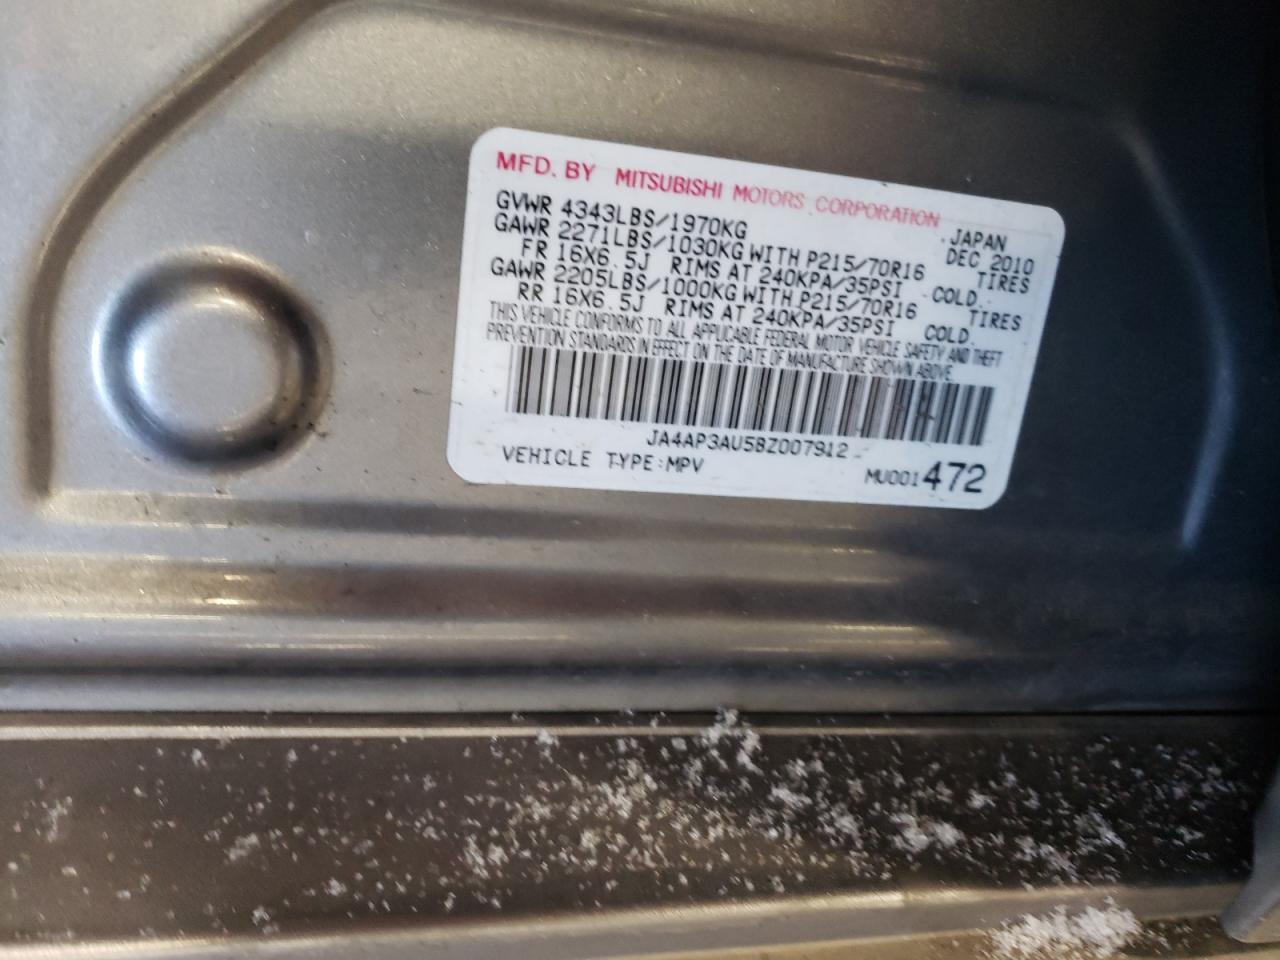 MFD. BY MITSUBISHI MOTORS CORPORATION
JAPAN
GVWR 4343LBS/1970KG DEC 2010
GAWR 2271LBS/1030KG WITH P215/70R16 TIRES
FR 16X6.5J RIMS AT 240KPA/35PSI COLD.
GAWR 2205LBS/1000KG WITH P215/70R16 TIRES
RR 16X6.5J RIMS AT 240KPA/35PSI COLD.
THIS VEHICLE CONFORMS TO ALL APPLICABLE FEDERAL MOTOR VEHICLE SAFETY AND THEFT
PREVENTION STANDARDS IN EFFECT ON THE DATE OF MANUFACTURE SHOWN ABOVE.
JA4AP3AU5BZ007912
VEHICLE TYPE:MPV MU001472